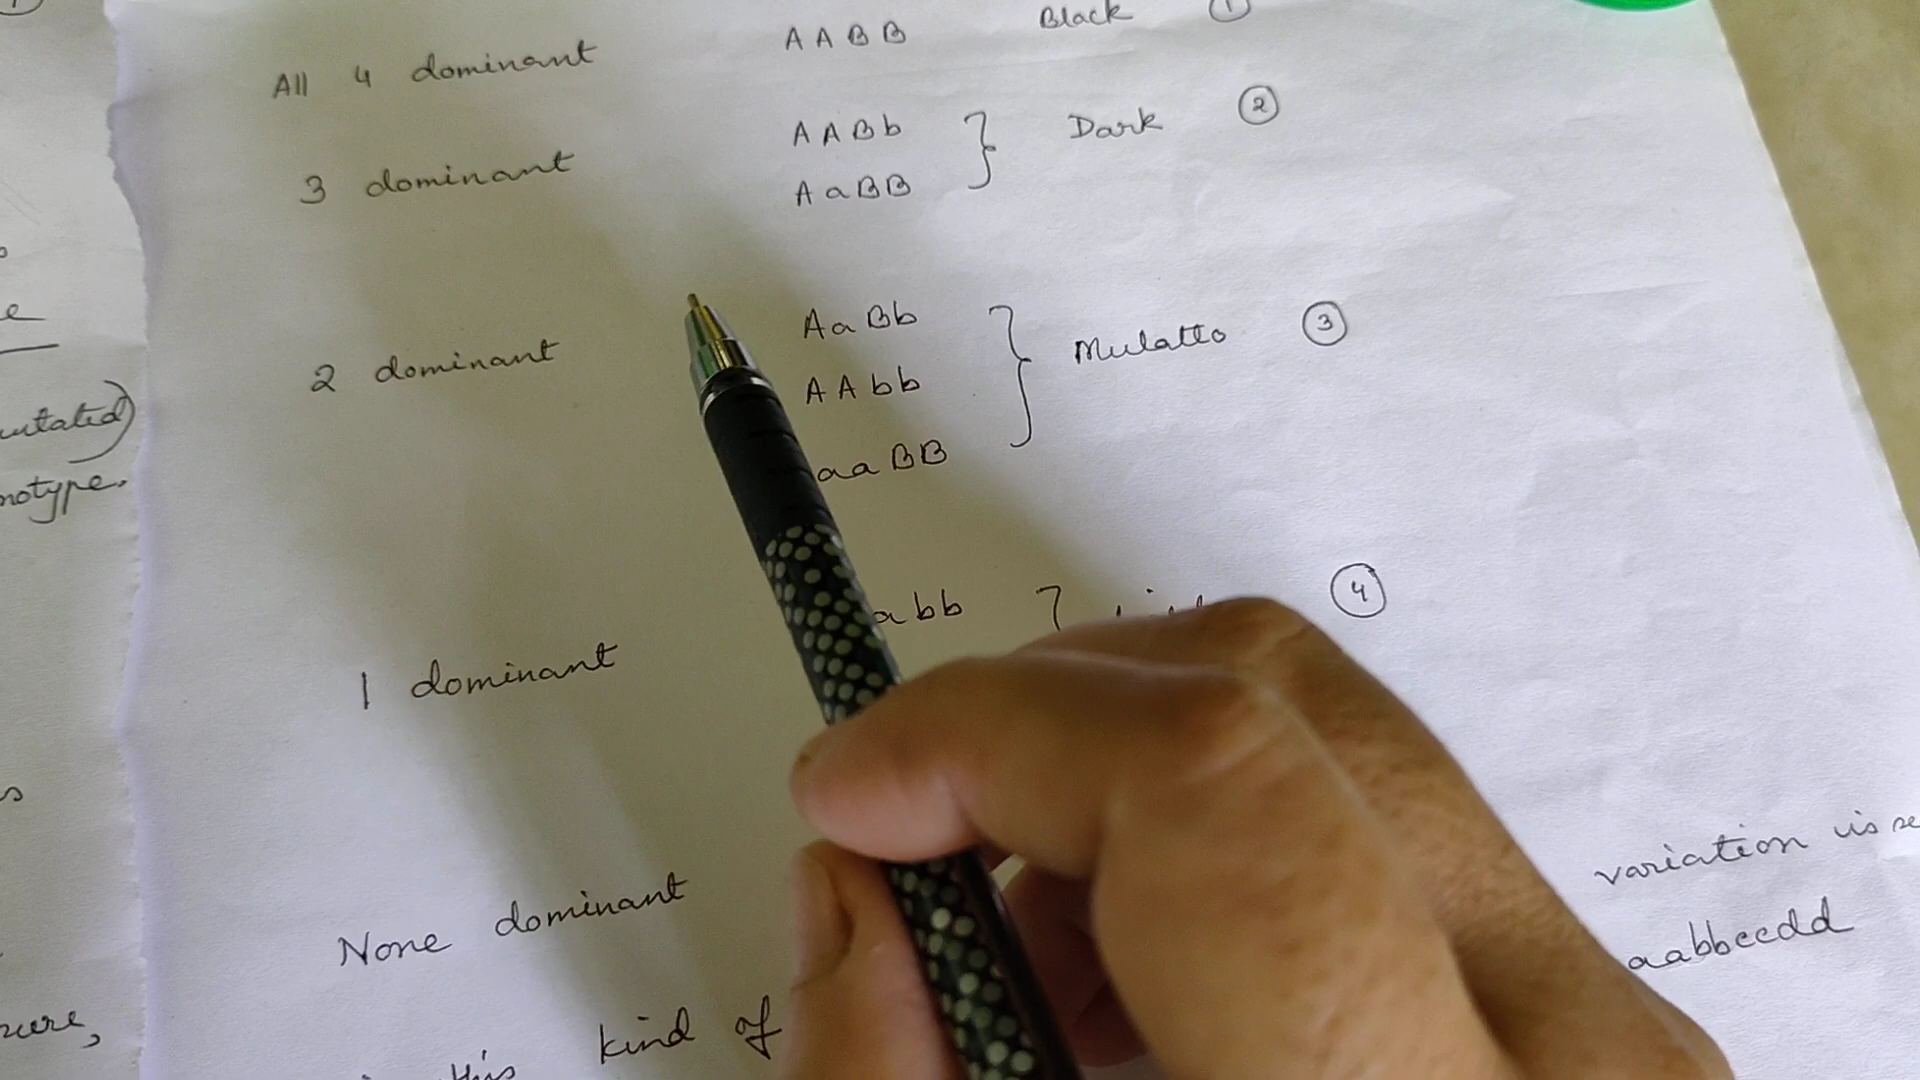 All 4 dominant AABB Black 1
AABb Dark 2
3 dominant
AaBB
AaBb Mulatto 3
2 dominant
AAbb
aaBB
abb 4
1 dominant
None dominant
variation is
aabbccdd
kind of
this